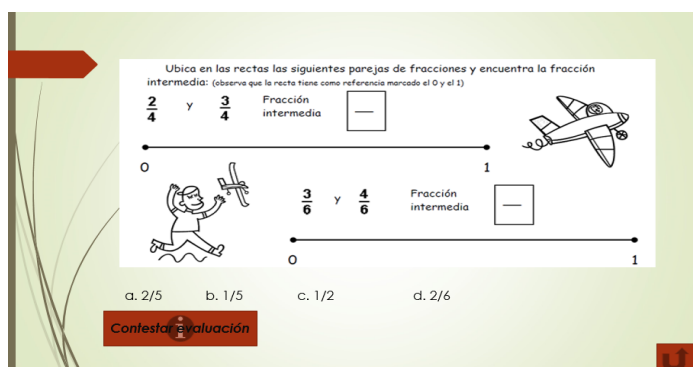 Ubica en las rectas las siguientes parejas de fracciones y encuentra la fracción
intermedia: (observa que la recta tiene como referencia marcado el 0 y el 1)
2/4 y 3/4 Fracción intermedia
0 1
3/6 y 4/6 Fracción intermedia
0 1
a. 2/5 b. 1/5 c. 1/2 d. 2/6
Contestar evaluación